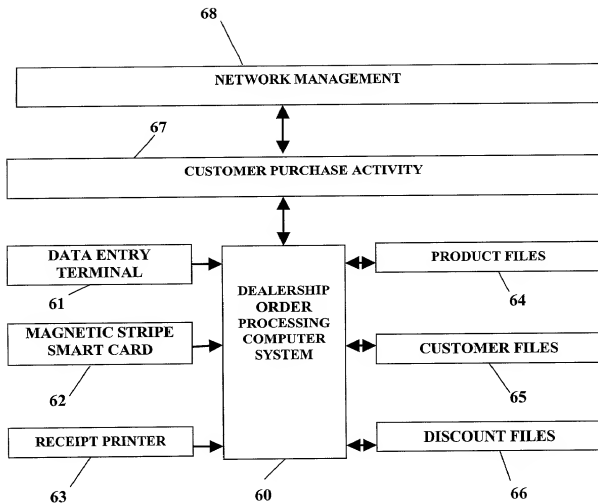 68
NETWORK MANAGEMENT
67
CUSTOMER PURCHASE ACTIVITY
DATA ENTRY
TERMINAL
61
MAGNETIC STRIPE
SMART CARD
62
RECEIPT PRINTER
63
DEALERSHIP
ORDER
PROCESSING
COMPUTER
SYSTEM
60
PRODUCT FILES
64
CUSTOMER FILES
65
DISCOUNT FILES
66